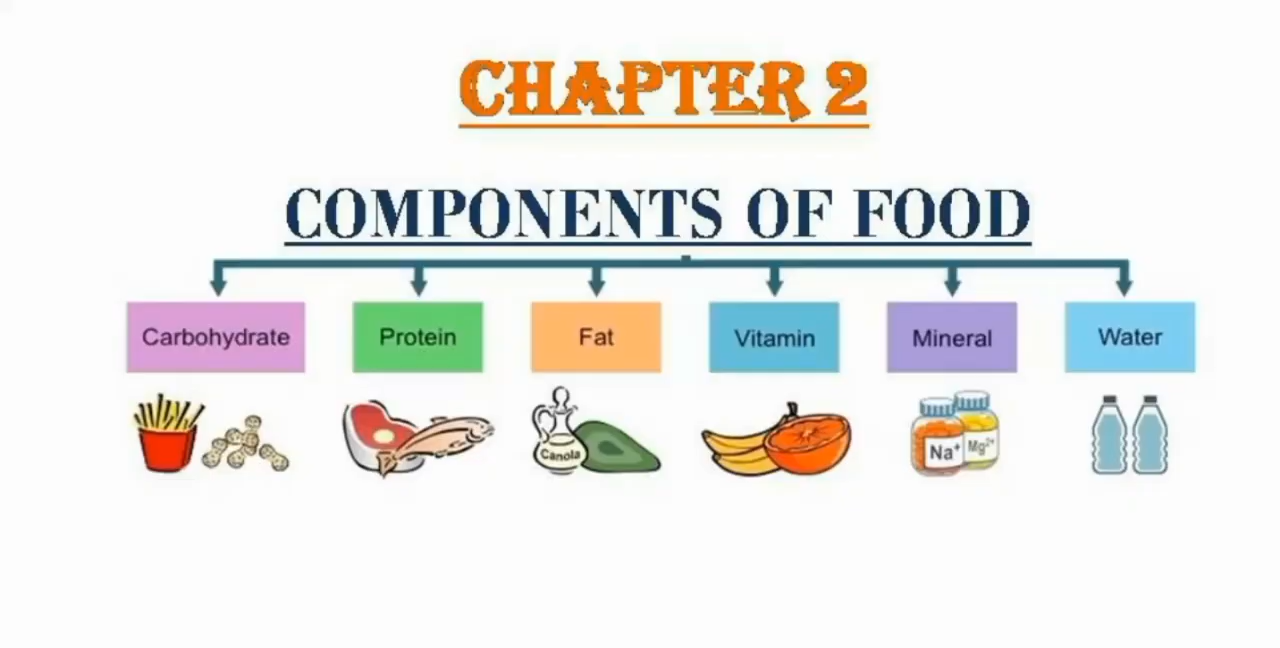 CHAPTER 2
COMPONENTS OF FOOD
Carbohydrate Protein Fat Vitamin Mineral Water
Canola Na⁺ Mg²⁺